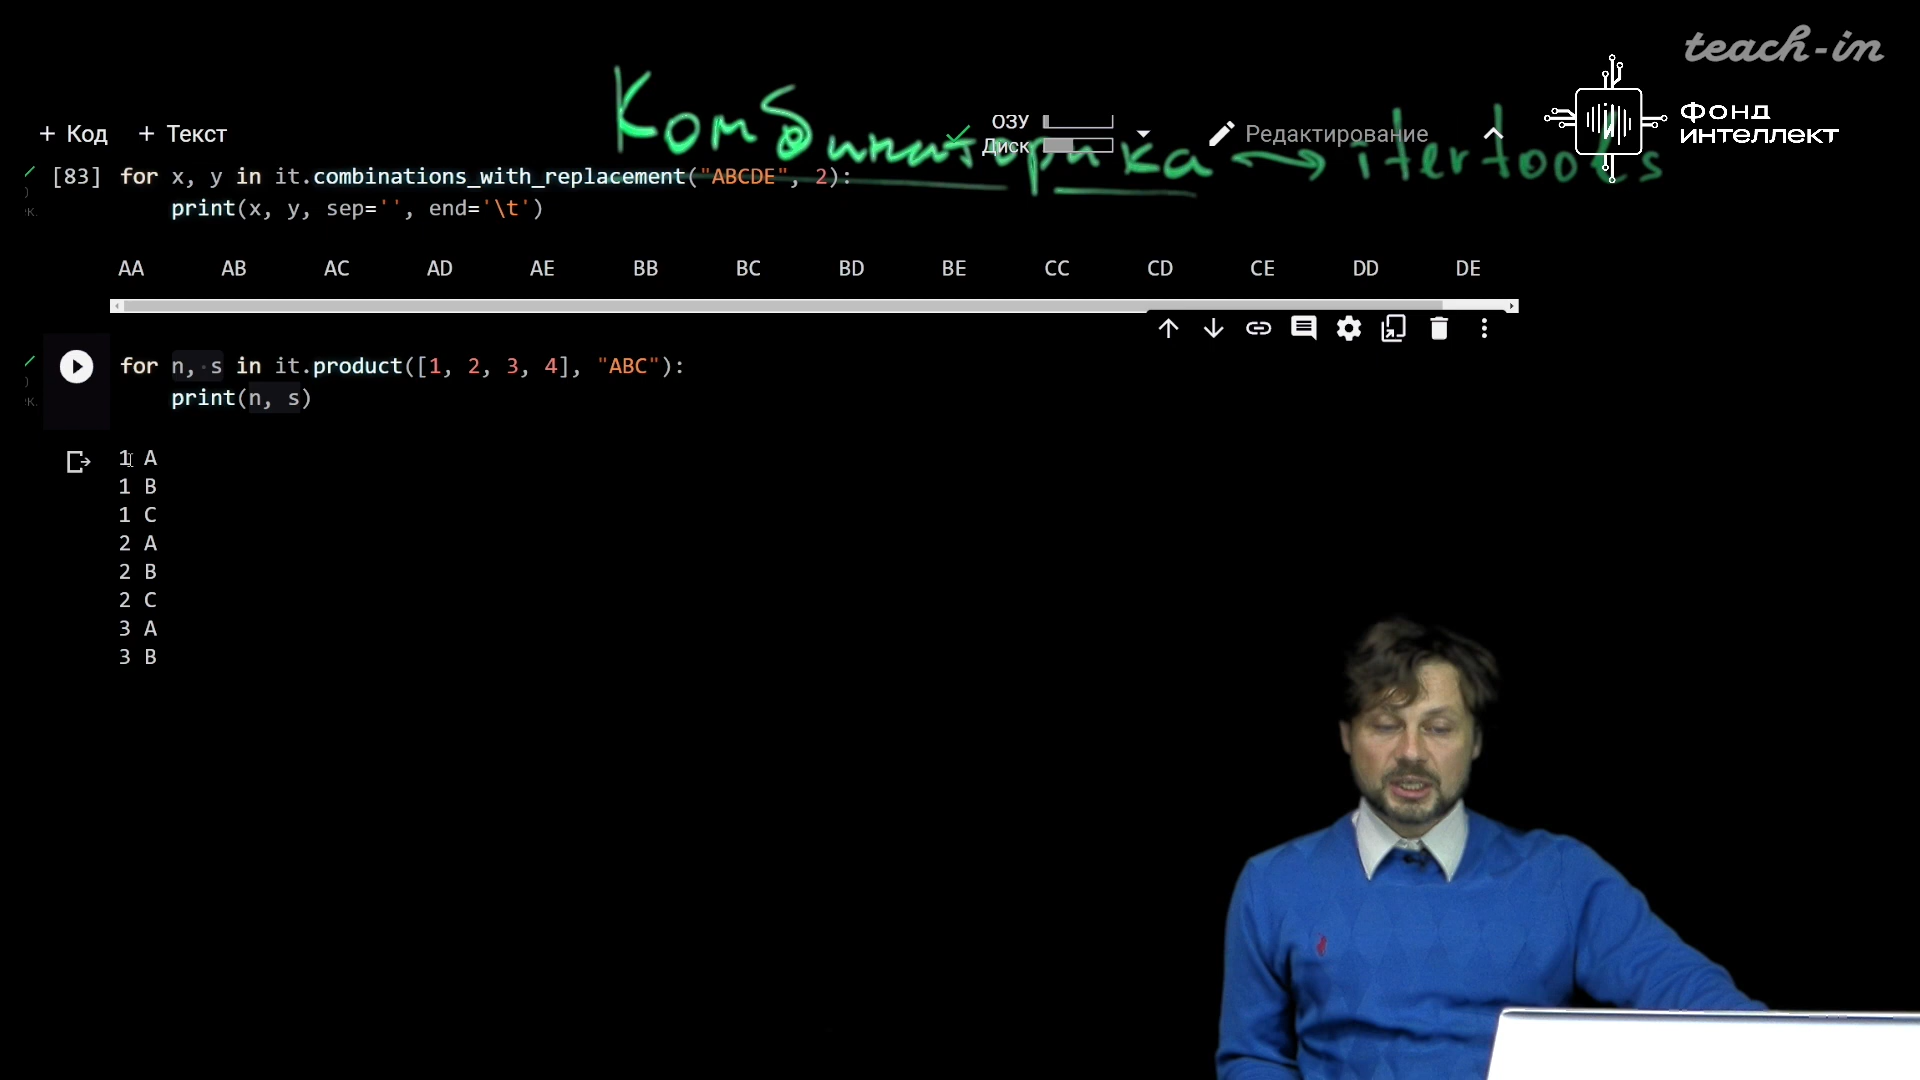 teach-in
Комбинаторика → itertools
ФОНД
ИНТЕЛЛЕКТ
+ Код + Текст
ОЗУ
Диск
Редактирование
[83] for x, y in it.combinations_with_replacement("ABCDE", 2):
print(x, y, sep='', end='\t')
AA AB AC AD AE BB BC BD BE CC CD CE DD DE
for n, s in it.product([1, 2, 3, 4], "ABC"):
print(n, s)
1 A
1 B
1 C
2 A
2 B
2 C
3 A
3 B